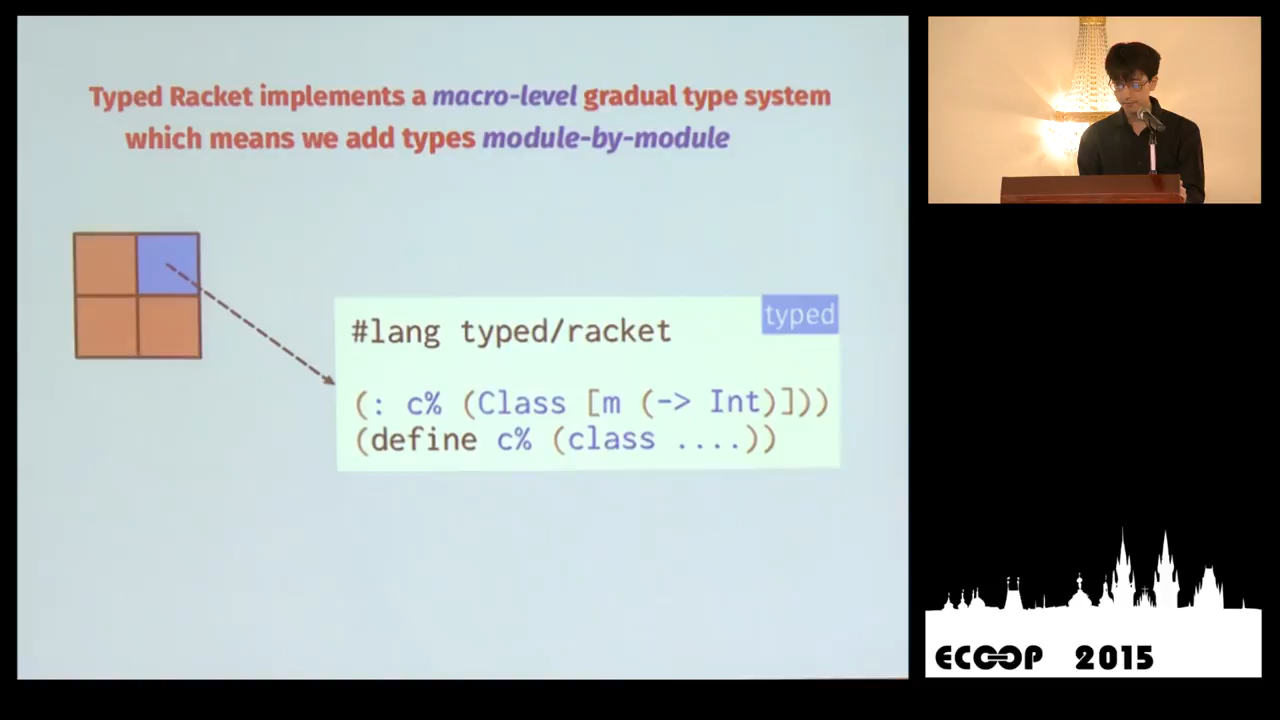 Typed Racket implements a macro-level gradual type system
which means we add types module-by-module
typed
#lang typed/racket
(: c% (Class [m (-> Int)]))
(define c% (class ....))
ECOOP 2015